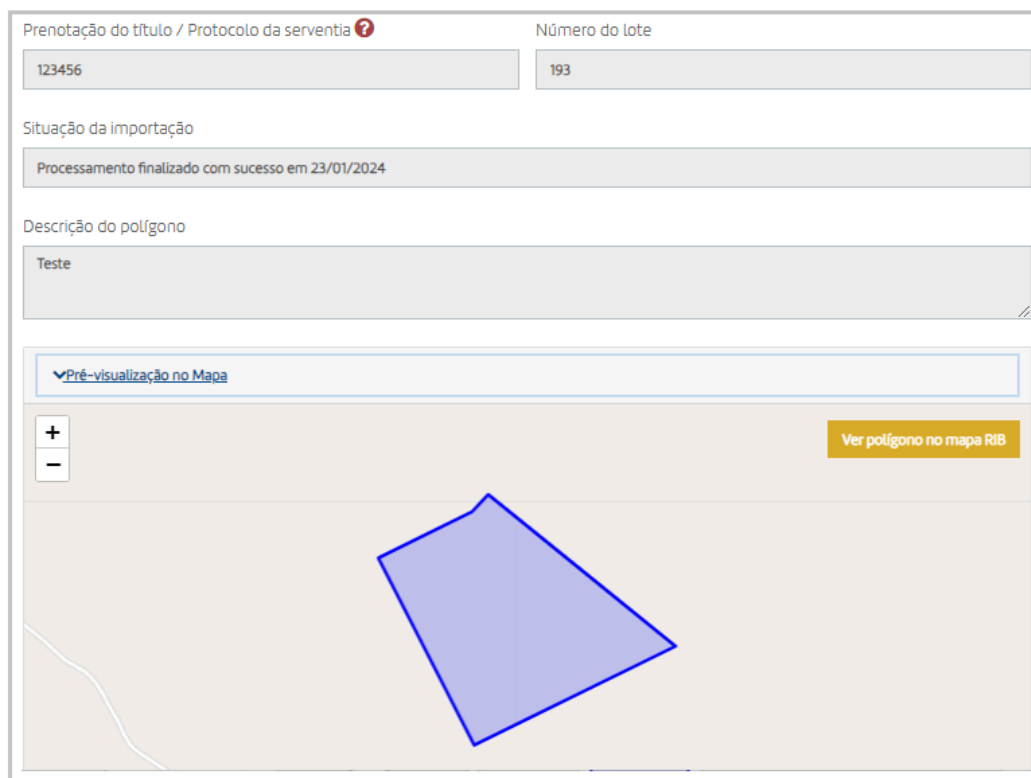 Prenotação do título / Protocolo da serventia ?
Número do lote
123456
193
Situação da importação
Processamento finalizado com sucesso em 23/01/2024
Descrição do polígono
Teste
Pré-visualização no Mapa
+
−
Ver polígono no mapa RIB